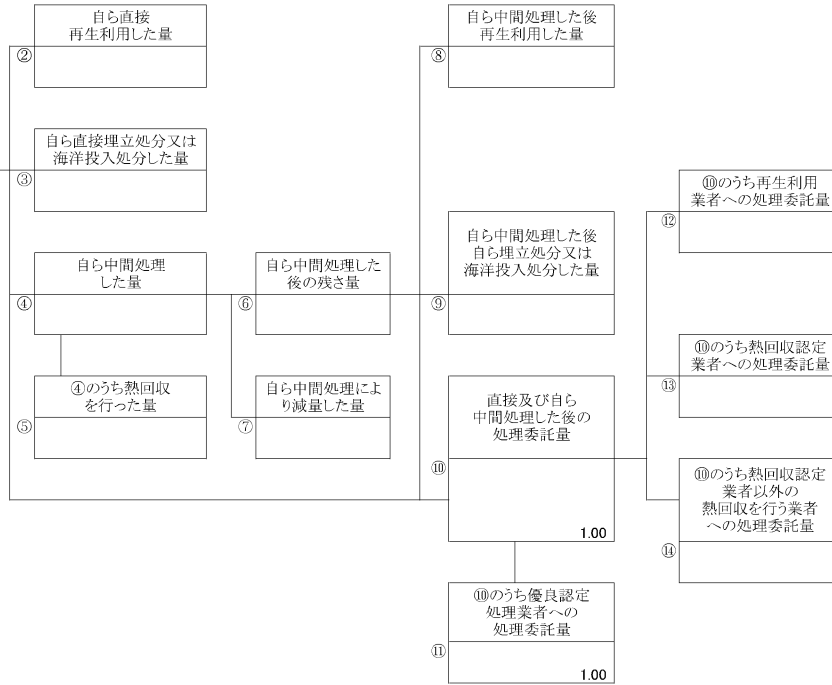 自ら直接
再生利用した量
②
自ら直接埋立処分又は
海洋投入処分した量
③
自ら中間処理
した量
④
④のうち熱回収
を行った量
⑤
自ら中間処理した
後の残さ量
⑥
自ら中間処理によ
り減量した量
⑦
自ら中間処理した後
再生利用した量
⑧
自ら中間処理した後
自ら埋立処分又は
海洋投入処分した量
⑨
直接及び自ら
中間処理した後の
処理委託量
⑩
1.00
⑩のうち優良認定
処理業者への
処理委託量
⑪
1.00
⑩のうち再生利用
業者への処理委託量
⑫
⑩のうち熱回収認定
業者への処理委託量
⑬
⑩のうち熱回収認定
業者以外の
熱回収を行う業者
への処理委託量
⑭